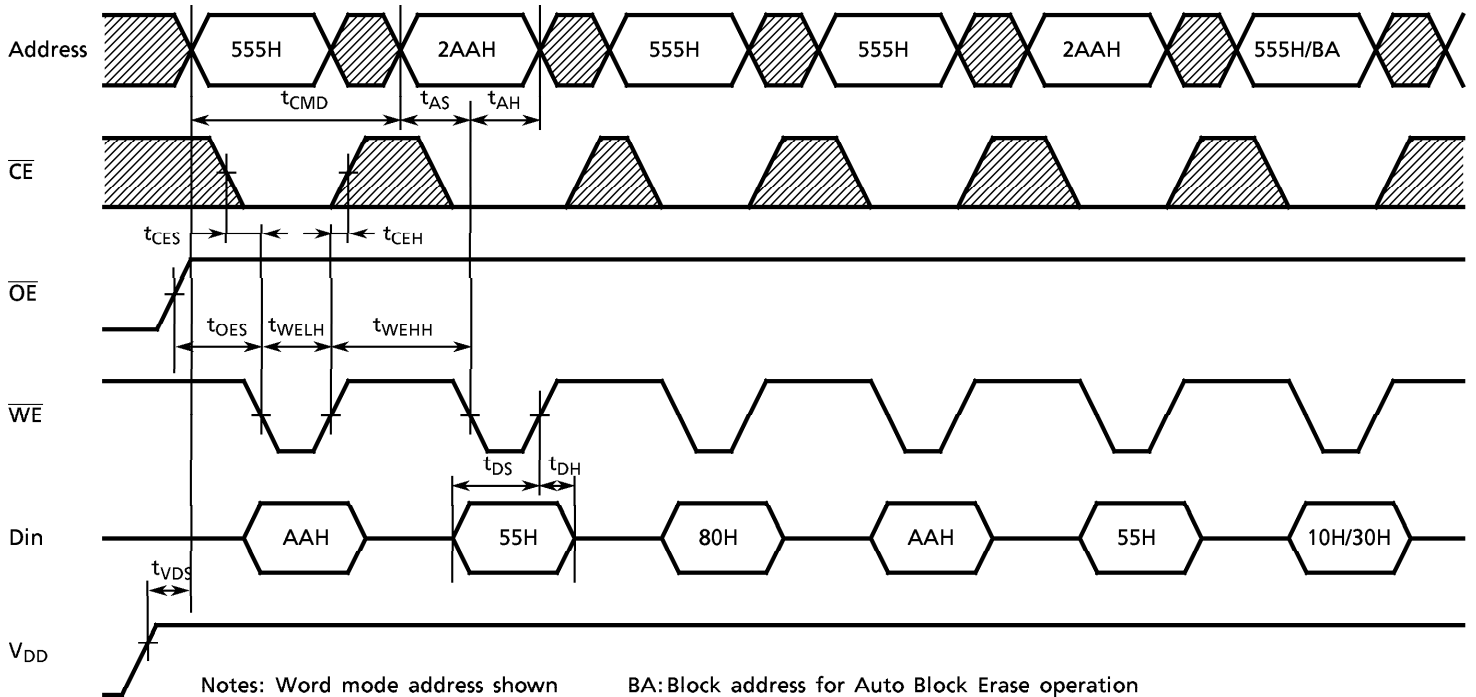 Address 555H 2AAH 555H 555H 2AAH 555H/BA
tCMD tAS tAH
CE
tCES tCEH
OE
tOES tWELH tWEHH
WE
tDS tDH
Din AAH 55H 80H AAH 55H 10H/30H
tVDS
VDD
Notes: Word mode address shown BA: Block address for Auto Block Erase operation